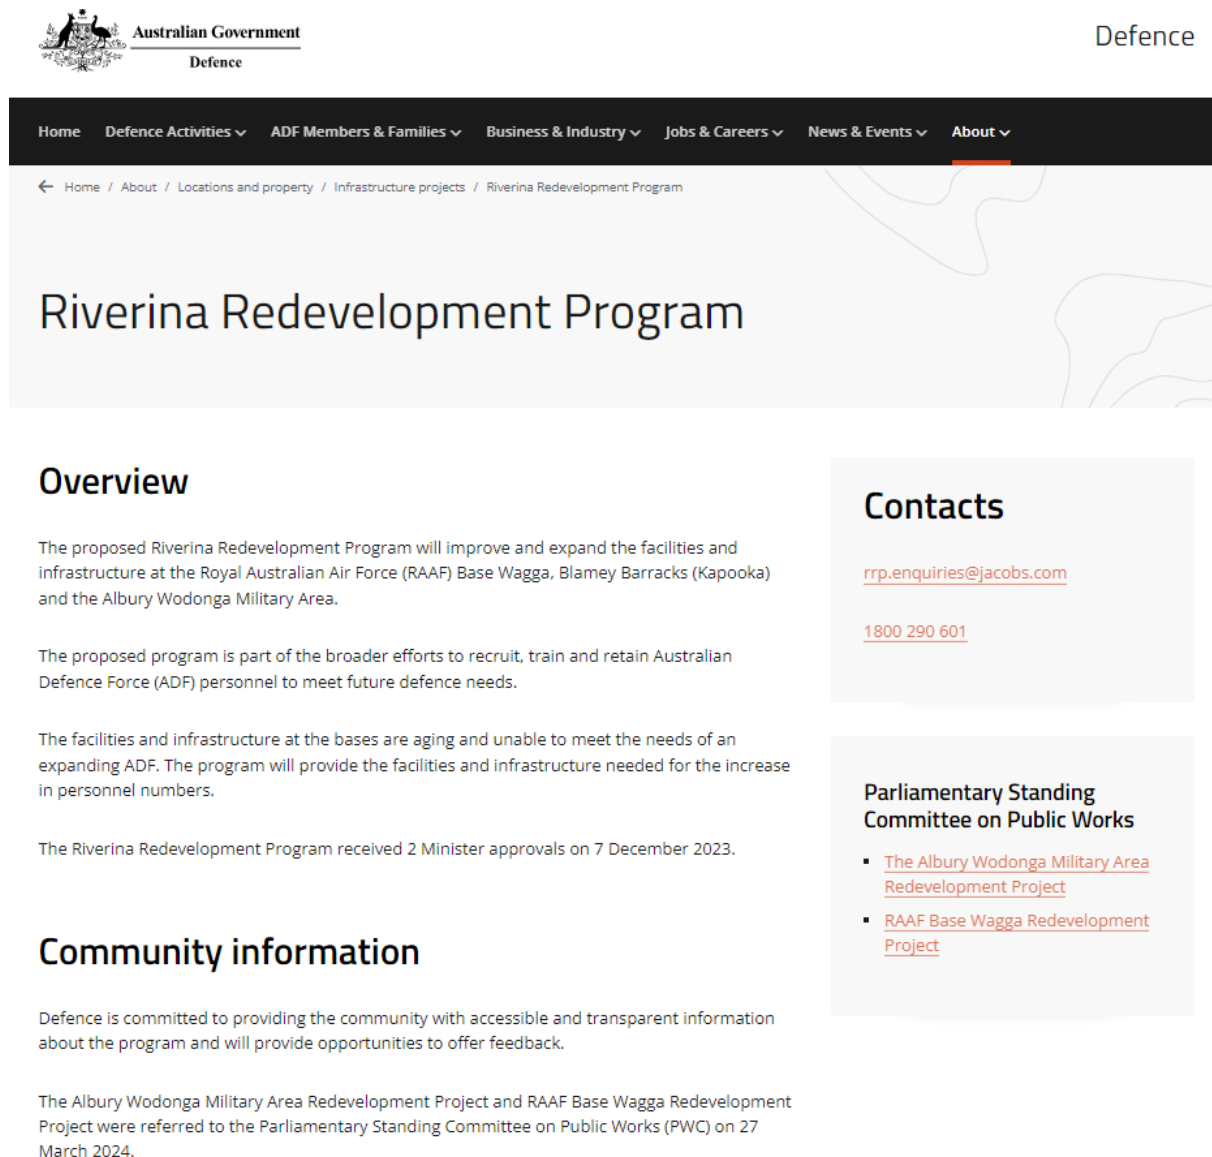 Australian Government
Defence
Defence
Home Defence Activities ADF Members & Families Business & Industry Jobs & Careers News & Events About
Home / About / Locations and property / Infrastructure projects / Riverina Redevelopment Program
Riverina Redevelopment Program
Overview
The proposed Riverina Redevelopment Program will improve and expand the facilities and
infrastructure at the Royal Australian Air Force (RAAF) Base Wagga, Blamey Barracks (Kapooka)
and the Albury Wodonga Military Area.
The proposed program is part of the broader efforts to recruit, train and retain Australian
Defence Force (ADF) personnel to meet future defence needs.
The facilities and infrastructure at the bases are aging and unable to meet the needs of an
expanding ADF. The program will provide the facilities and infrastructure needed for the increase
in personnel numbers.
The Riverina Redevelopment Program received 2 Minister approvals on 7 December 2023.
Community information
Defence is committed to providing the community with accessible and transparent information
about the program and will provide opportunities to offer feedback.
The Albury Wodonga Military Area Redevelopment Project and RAAF Base Wagga Redevelopment
Project were referred to the Parliamentary Standing Committee on Public Works (PWC) on 27
March 2024.
Contacts
rrp.enquiries@jacobs.com
1800 290 601
Parliamentary Standing
Committee on Public Works
The Albury Wodonga Military Area
Redevelopment Project
RAAF Base Wagga Redevelopment
Project